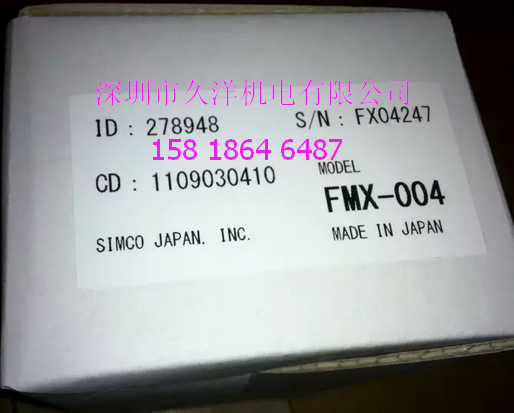 深圳市久洋机电有限公司
ID : 278948 S/N : FX04247
158 1864 6487
CD : 1109030410 MODEL
FMX-004
SIMCO JAPAN. INC. MADE IN JAPAN